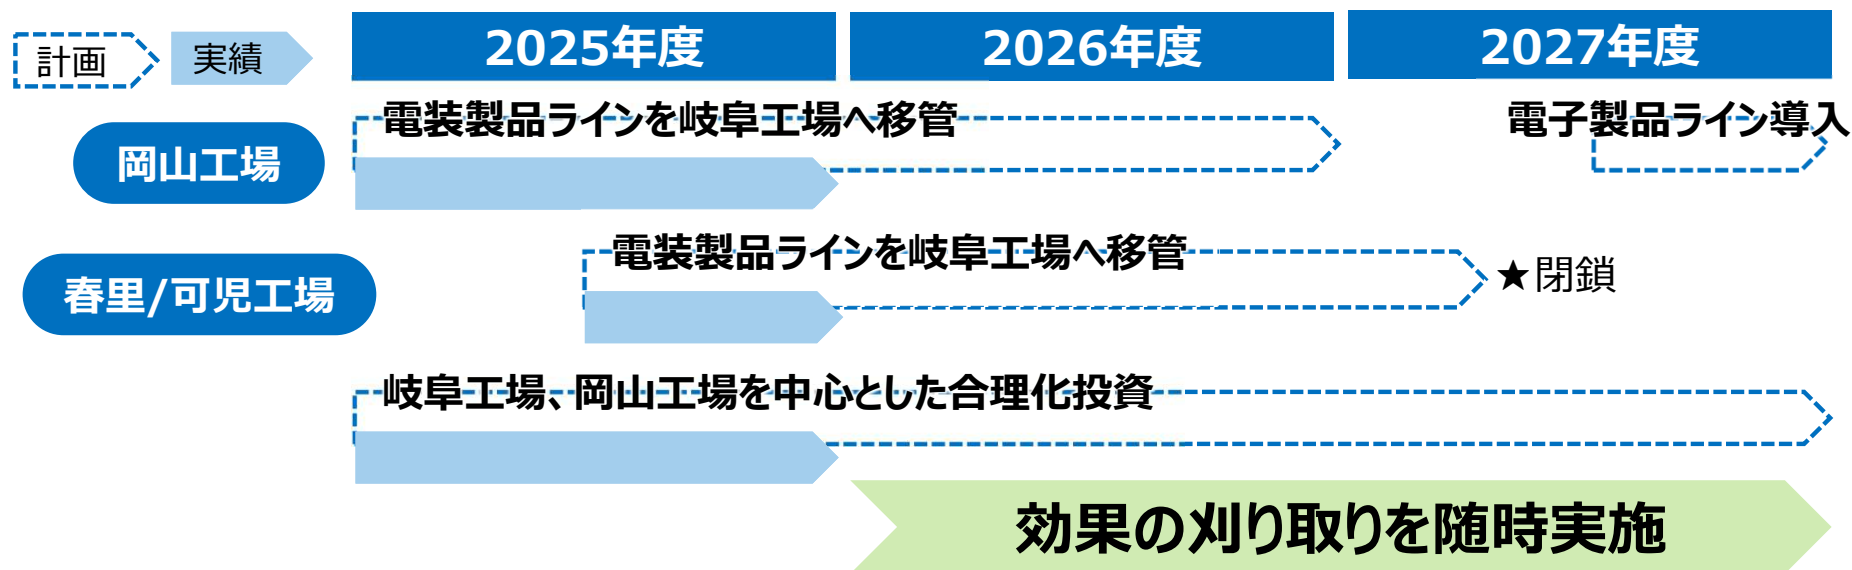 計画
実績
2025年度
2026年度
2027年度
電装製品ラインを岐阜工場へ移管
電子製品ライン導入
岡山工場
電装製品ラインを岐阜工場へ移管
★閉鎖
春里/可児工場
岐阜工場、岡山工場を中心とした合理化投資
効果の刈り取りを随時実施